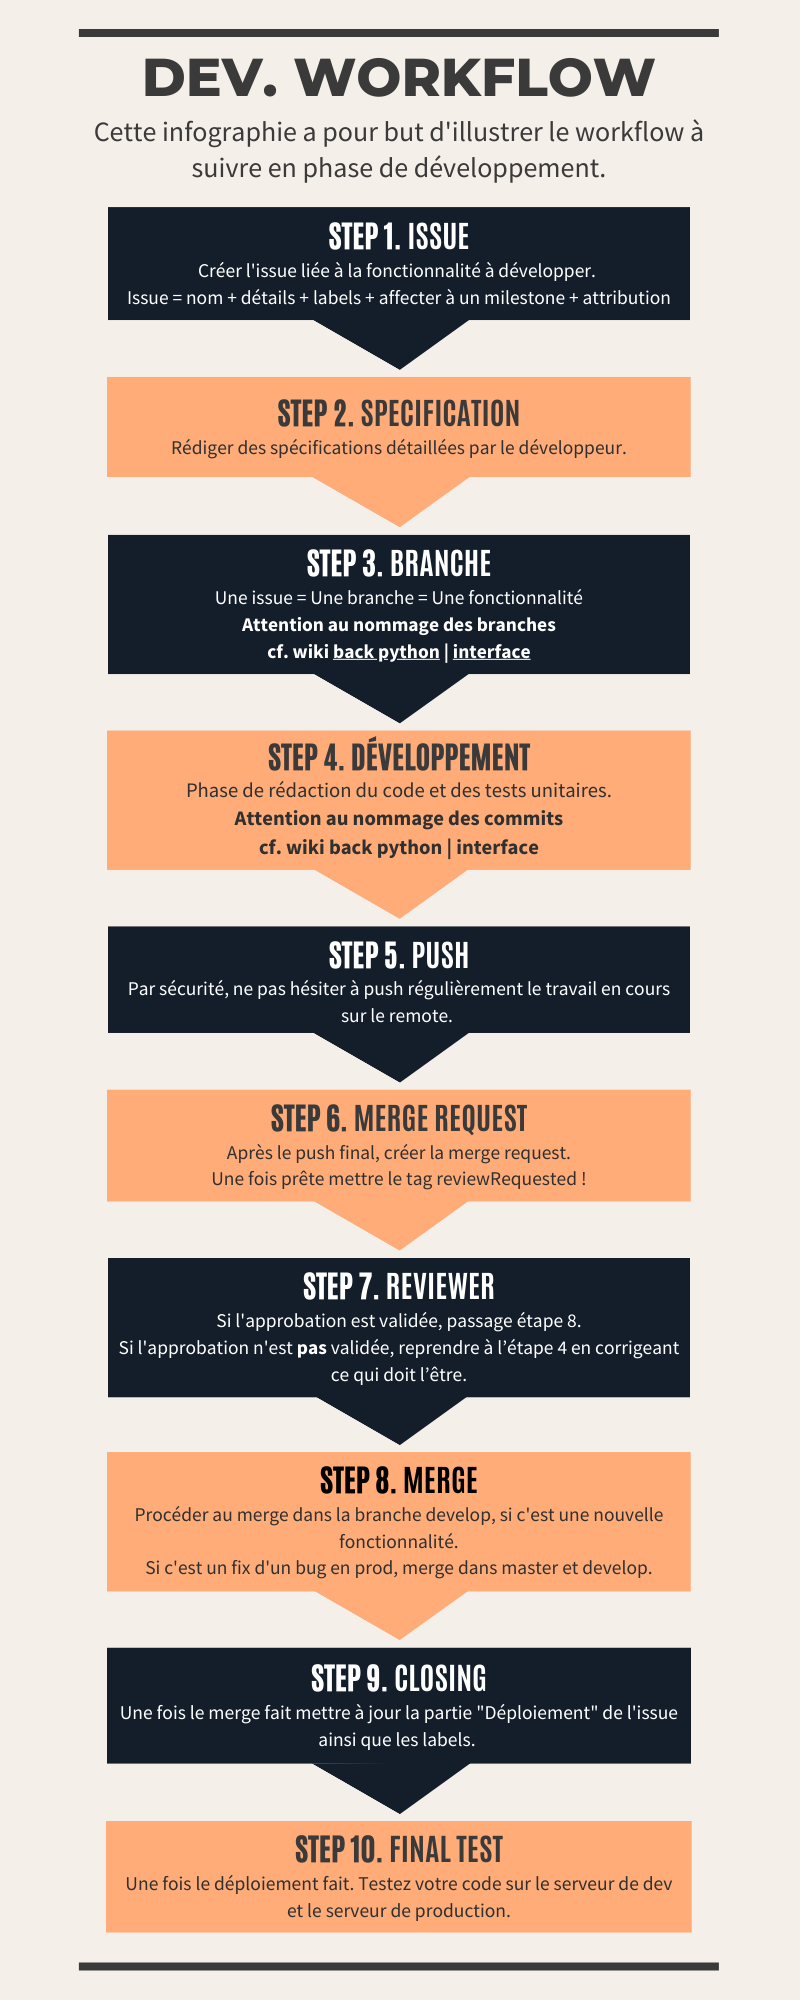 DEV. WORKFLOW
Cette infographie a pour but d'illustrer le workflow à
suivre en phase de développement.
STEP 1. ISSUE
Créer l'issue liée à la fonctionnalité à développer.
Issue = nom + détails + labels + affecter à un milestone + attribution
STEP 2. SPECIFICATION
Rédiger des spécifications détaillées par le développeur.
STEP 3. BRANCHE
Une issue = Une branche = Une fonctionnalité
Attention au nommage des branches
cf. wiki back python | interface
STEP 4. DÉVELOPPEMENT
Phase de rédaction du code et des tests unitaires.
Attention au nommage des commits
cf. wiki back python | interface
STEP 5. PUSH
Par sécurité, ne pas hésiter à push régulièrement le travail en cours
sur le remote.
STEP 6. MERGE REQUEST
Après le push final, créer la merge request.
Une fois prête mettre le tag reviewRequested !
STEP 7. REVIEWER
Si l'approbation est validée, passage étape 8.
Si l'approbation n'est pas validée, reprendre à l’étape 4 en corrigeant
ce qui doit l’être.
STEP 8. MERGE
Procéder au merge dans la branche develop, si c'est une nouvelle
fonctionnalité.
Si c'est un fix d'un bug en prod, merge dans master et develop.
STEP 9. CLOSING
Une fois le merge fait mettre à jour la partie "Déploiement" de l'issue
ainsi que les labels.
STEP 10. FINAL TEST
Une fois le déploiement fait. Testez votre code sur le serveur de dev
et le serveur de production.